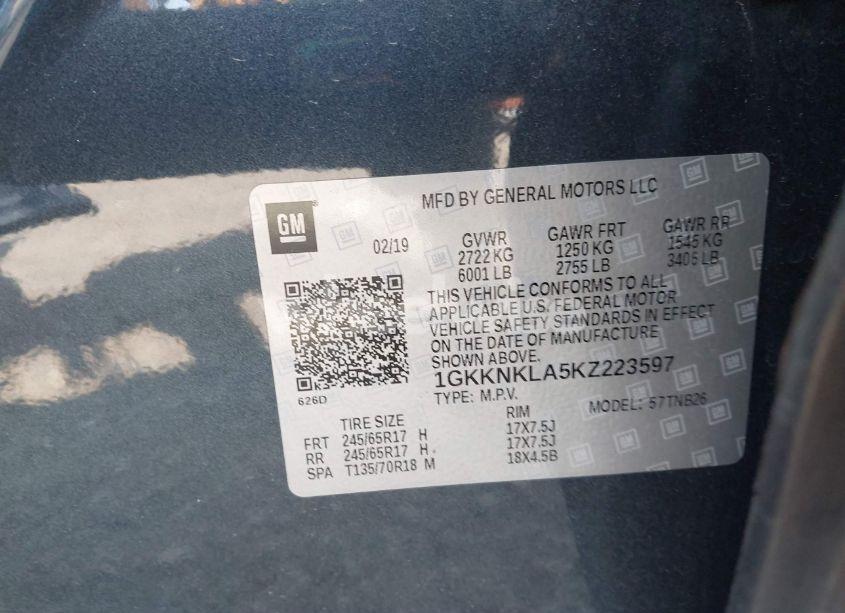 MFD BY GENERAL MOTORS LLC
GM
02/19
GVWR GAWR FRT GAWR RR
2722 KG 1250 KG 1545 KG
6001 LB 2755 LB 3406 LB
THIS VEHICLE CONFORMS TO ALL
APPLICABLE U.S. FEDERAL MOTOR
VEHICLE SAFETY STANDARDS IN EFFECT
ON THE DATE OF MANUFACTURE
SHOWN ABOVE.
1GKKNKLA5KZ223597
TYPE: M.P.V. MODEL: 57TNB26
626D
TIRE SIZE RIM
FRT 245/65R17 H 17X7.5J
RR 245/65R17 H 17X7.5J
SPA T135/70R18 M 18X4.5B